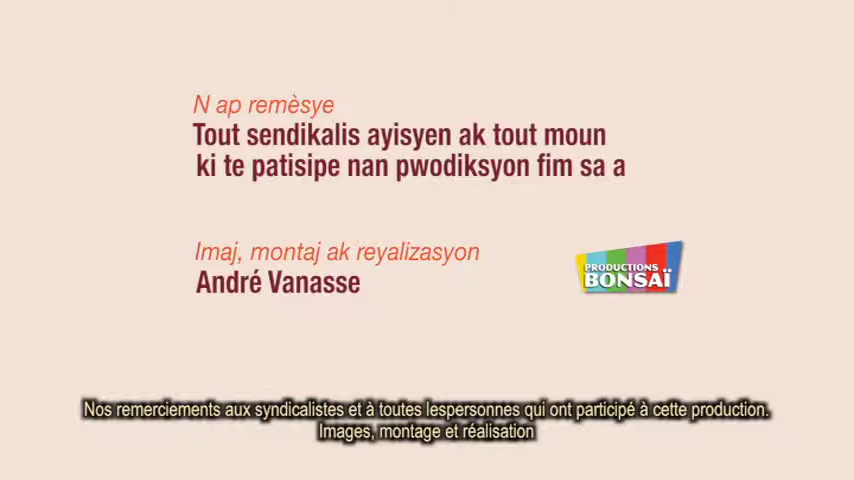 N ap remèsye
Tout sendikalis ayisyen ak tout moun
ki te patisipe nan pwodiksyon fim sa a
Imaj, montaj ak reyalizasyon
André Vanasse
PRODUCTIONS
BONSAÏ
Nos remerciements aux syndicalistes et à toutes lespersonnes qui ont participé à cette production.
Images, montage et réalisation